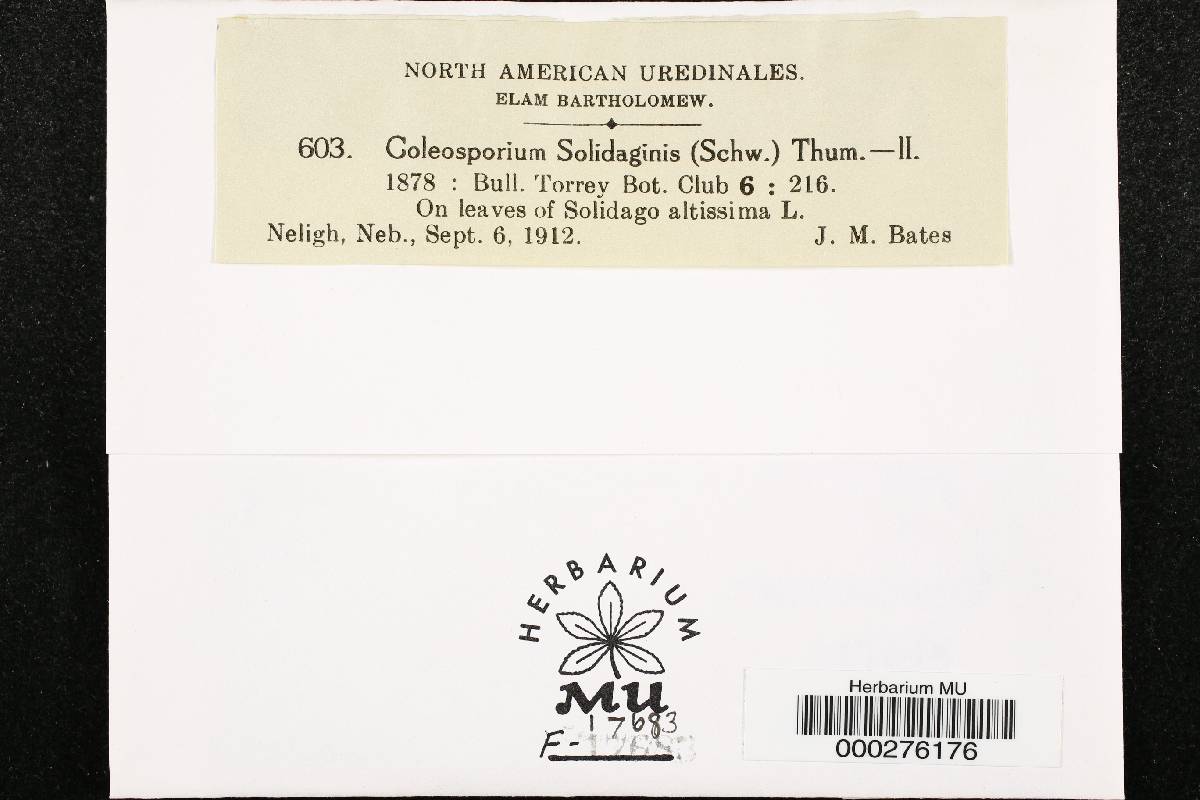 NORTH AMERICAN UREDINALES.
ELAM BARTHOLOMEW.
603. Coleosporium Solidaginis (Schw.) Thum.—II.
1878 : Bull. Torrey Bot. Club 6 : 216.
On leaves of Solidago altissima L.
Neligh, Neb., Sept. 6, 1912. J. M. Bates
HERBARIUM
MU
17683
F-17683
Herbarium MU
000276176